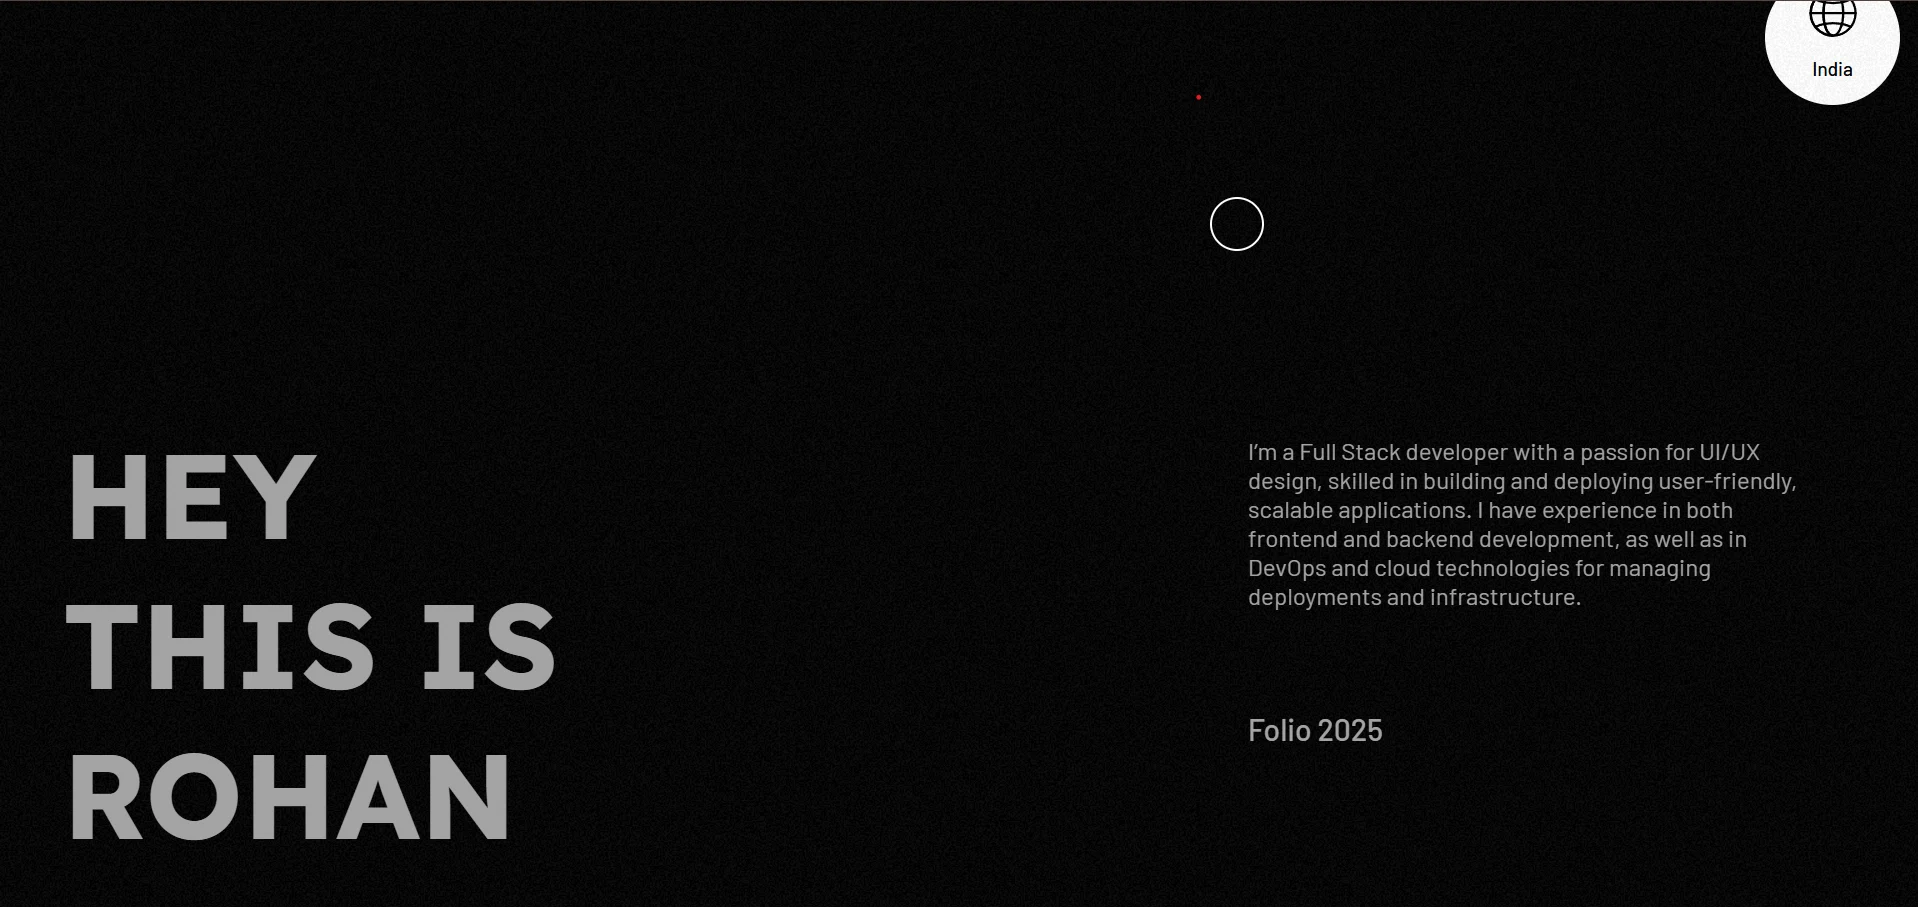 India
HEY
THIS IS
ROHAN
I’m a Full Stack developer with a passion for UI/UX
design, skilled in building and deploying user-friendly,
scalable applications. I have experience in both
frontend and backend development, as well as in
DevOps and cloud technologies for managing
deployments and infrastructure.
Folio 2025